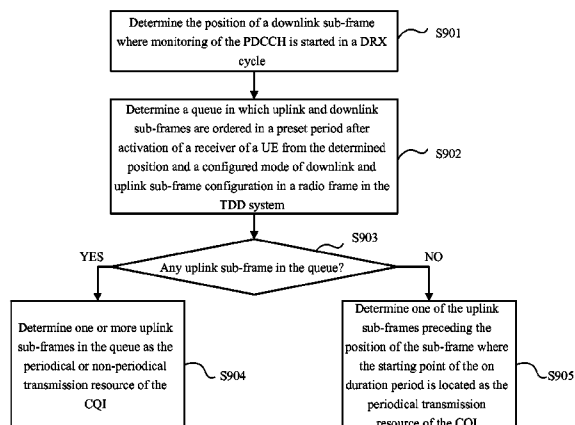 Determine the position of a downlink sub-frame
where monitoring of the PDCCH is started in a DRX
cycle
S901
Determine a queue in which uplink and downlink
sub-frames are ordered in a preset period after
activation of a receiver of a UE from the determined
position and a configured mode of downlink and
uplink sub-frame configuration in a radio frame in the
TDD system
S902
S903
YES
Any uplink sub-frame in the queue?
NO
Determine one or more uplink
sub-frames in the queue as the
periodical or non-periodical
transmission resource of the
CQI
S904
Determine one of the uplink
sub-frames preceding the
position of the sub-frame where
the starting point of the on
duration period is located as the
periodical transmission
resource of the CQI
S905